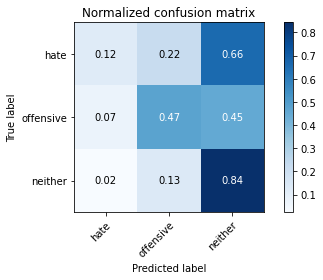 Normalized confusion matrix
True label
hate
0.12 0.22 0.66
offensive
0.07 0.47 0.45
neither
0.02 0.13 0.84
hate offensive neither
Predicted label
0.8
0.7
0.6
0.5
0.4
0.3
0.2
0.1